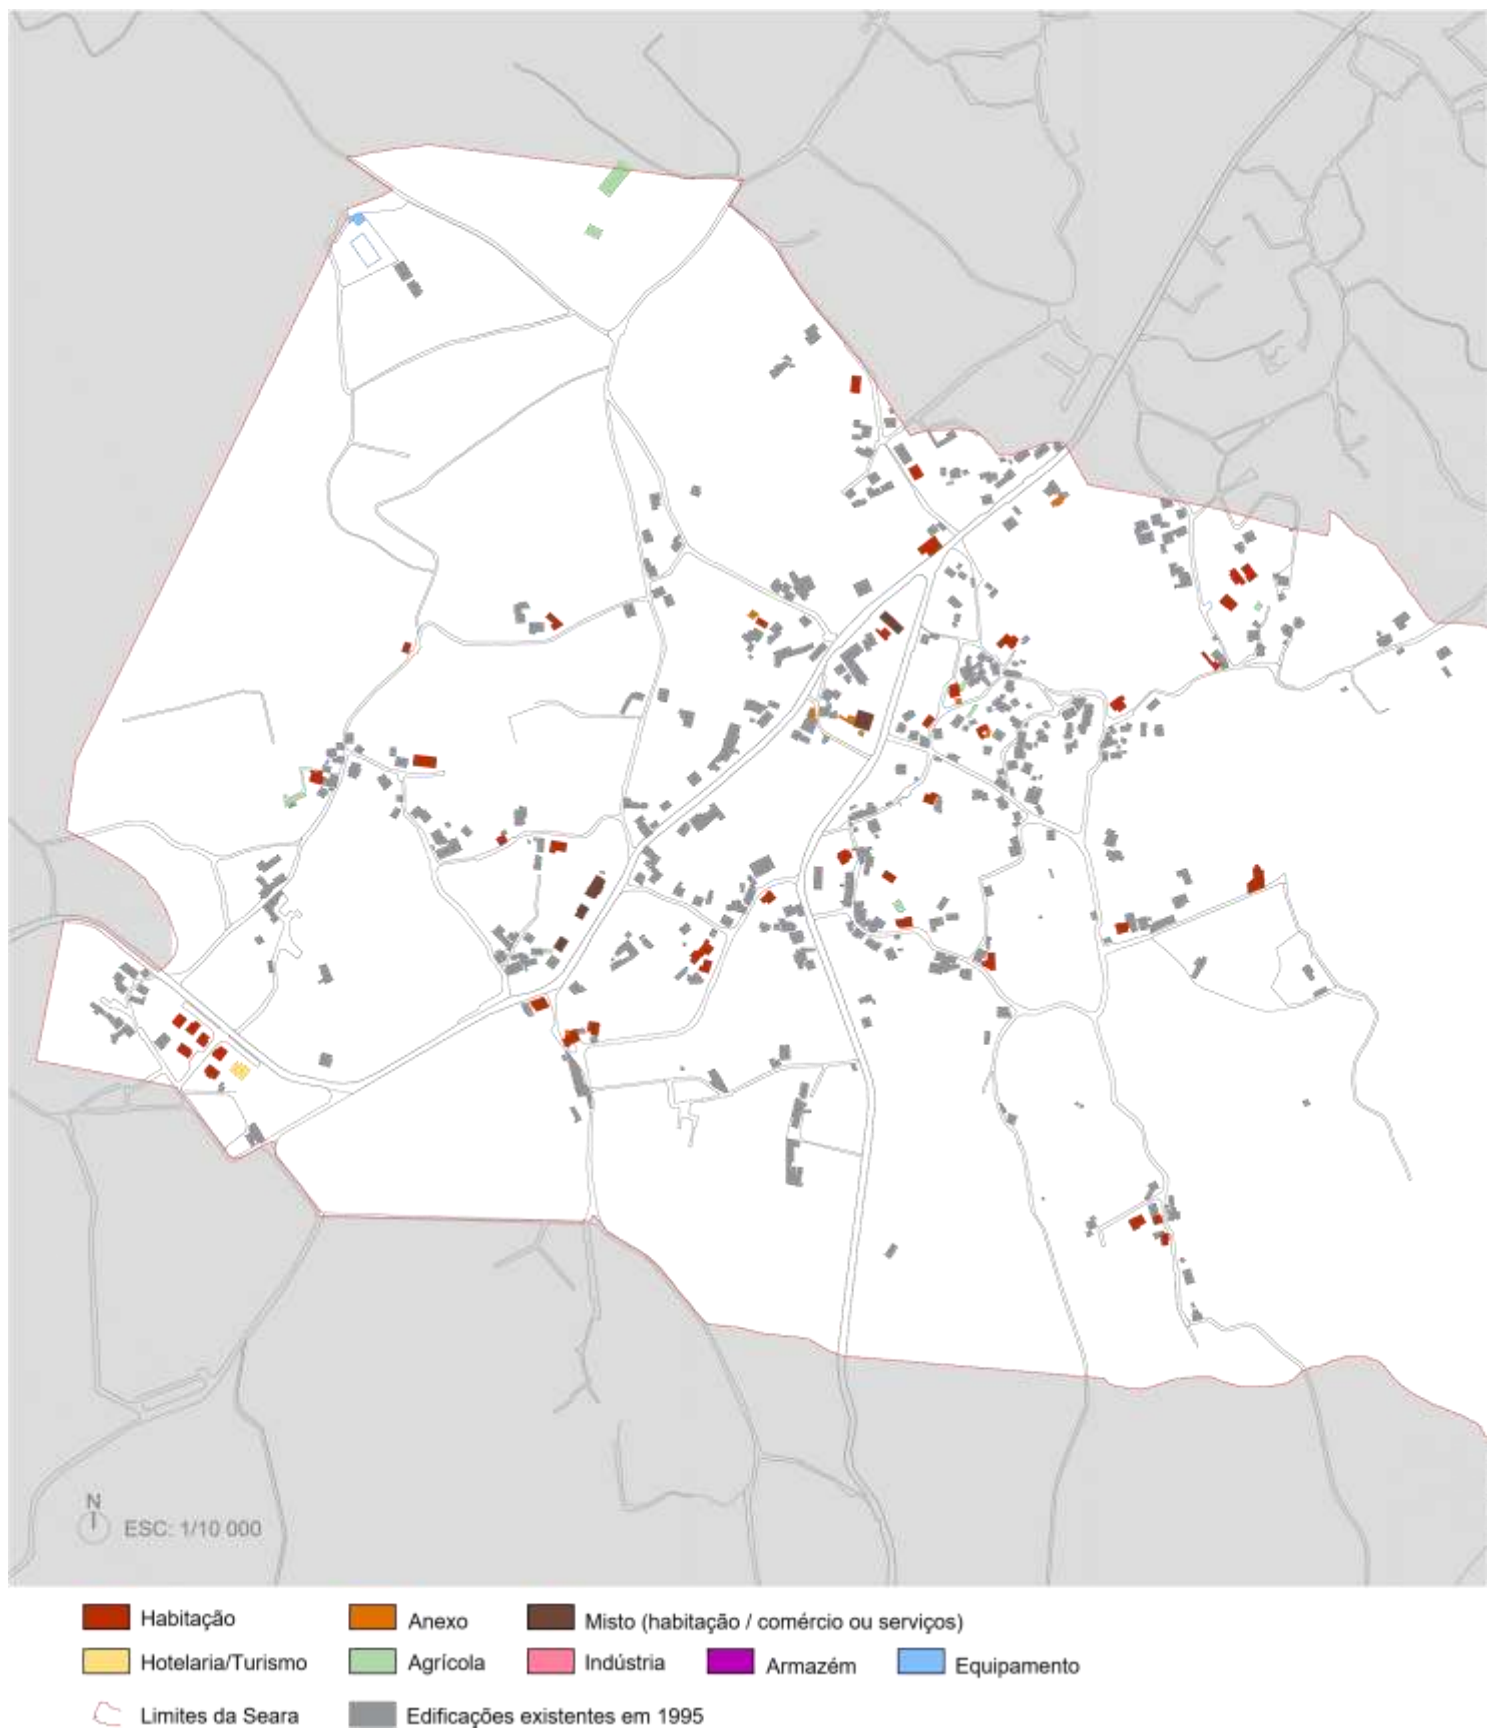 N
ESC: 1/10 000
Habitação Anexo Misto (habitação / comércio ou serviços)
Hotelaria/Turismo Agrícola Indústria Armazém Equipamento
Limites da Seara Edificações existentes em 1995